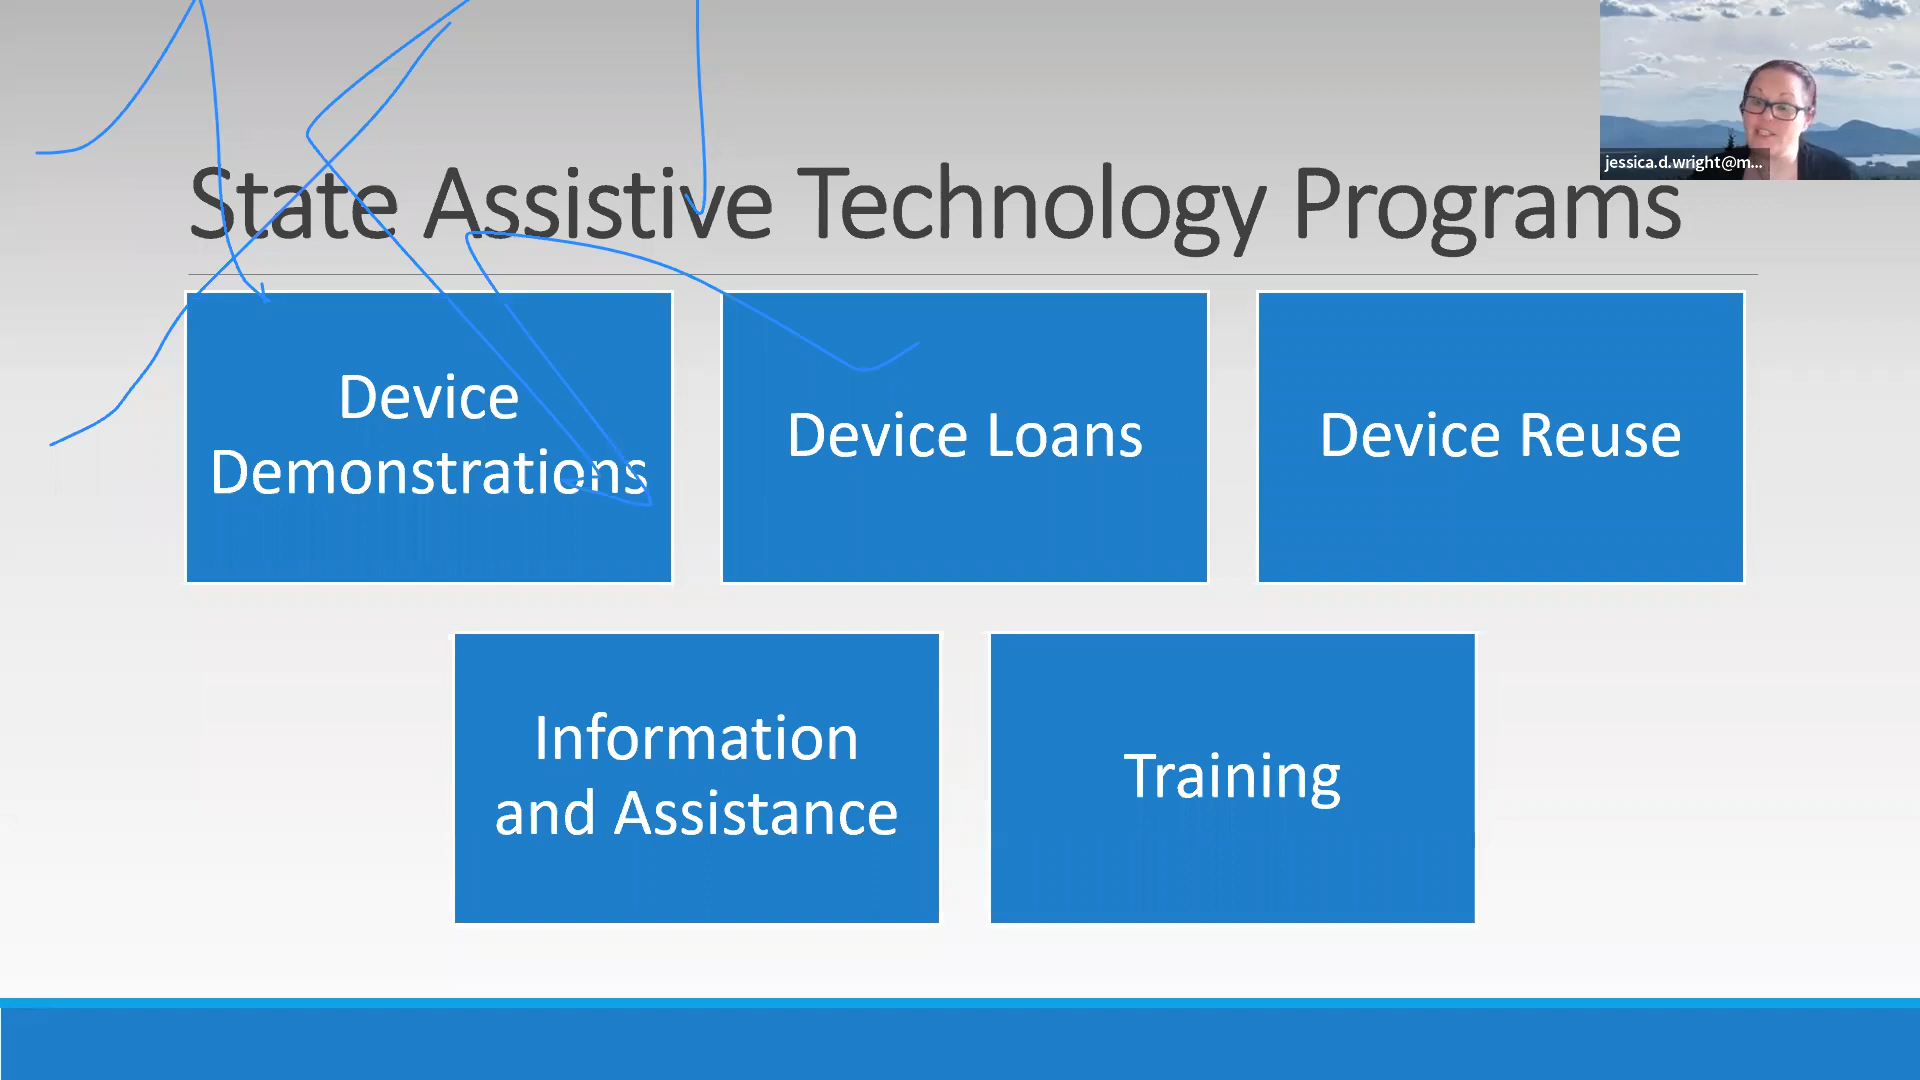 jessica.d.wright@m...
State Assistive Technology Programs
Device
Demonstrations
Device Loans
Device Reuse
Information
and Assistance
Training